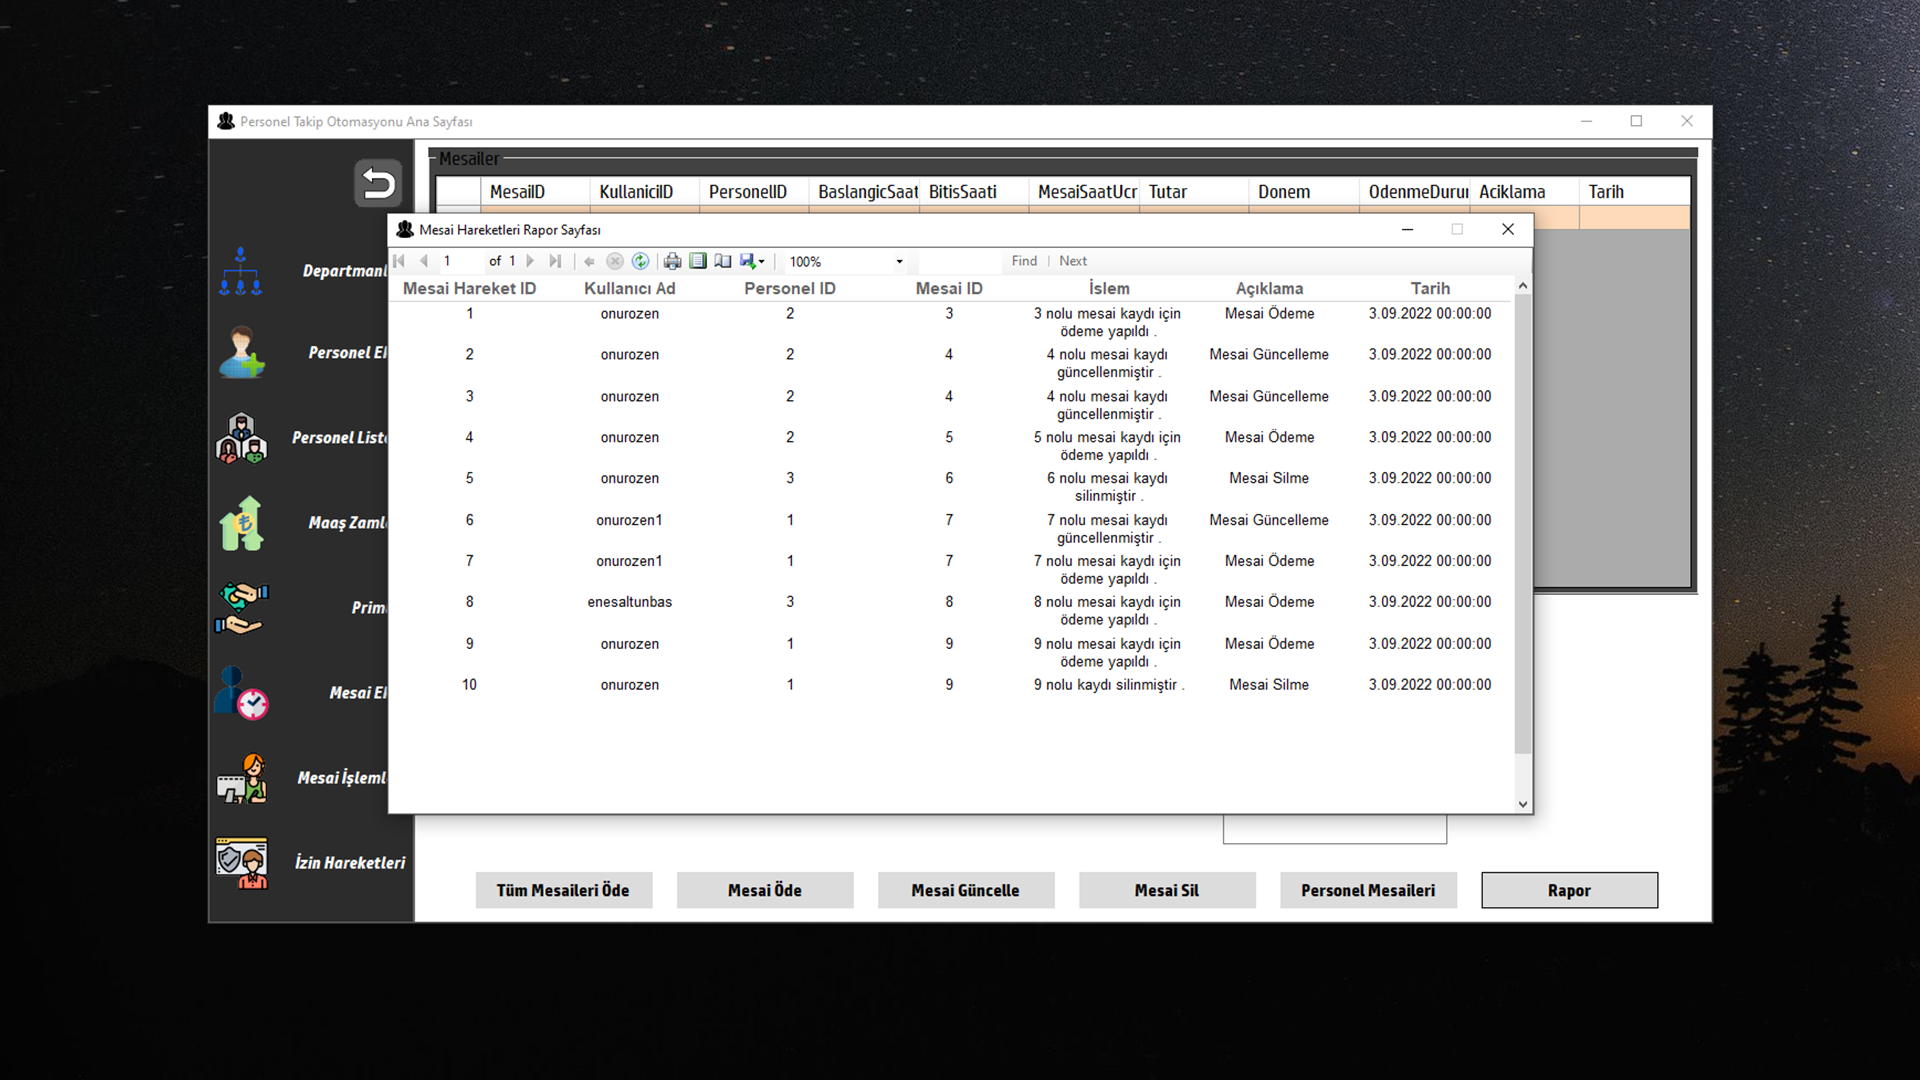 Personel Takip Otomasyonu Ana Sayfası
Mesailer
MesaiID KullaniciID PersonelID BaslangicSaat BitisSaati MesaiSaatUcr Tutar Donem OdenmeDurur Aciklama Tarih
Departmanl
Personel El
Personel Liste
Maaş Zaml
Prim
Mesai El
Mesai İşleml
İzin Hareketleri
Mesai Hareketleri Rapor Sayfası
1 of 1 100% Find | Next
Mesai Hareket ID Kullanıcı Ad Personel ID Mesai ID İslem Açıklama Tarih
1 onurozen 2 3 3 nolu mesai kaydı için Mesai Ödeme 3.09.2022 00:00:00
ödeme yapıldı .
2 onurozen 2 4 4 nolu mesai kaydı Mesai Güncelleme 3.09.2022 00:00:00
güncellenmiştir .
3 onurozen 2 4 4 nolu mesai kaydı Mesai Güncelleme 3.09.2022 00:00:00
güncellenmiştir .
4 onurozen 2 5 5 nolu mesai kaydı için Mesai Ödeme 3.09.2022 00:00:00
ödeme yapıldı .
5 onurozen 3 6 6 nolu mesai kaydı Mesai Silme 3.09.2022 00:00:00
silinmiştir .
6 onurozen1 1 7 7 nolu mesai kaydı Mesai Güncelleme 3.09.2022 00:00:00
güncellenmiştir .
7 onurozen1 1 7 7 nolu mesai kaydı için Mesai Ödeme 3.09.2022 00:00:00
ödeme yapıldı .
8 enesaltunbas 3 8 8 nolu mesai kaydı için Mesai Ödeme 3.09.2022 00:00:00
ödeme yapıldı .
9 onurozen 1 9 9 nolu mesai kaydı için Mesai Ödeme 3.09.2022 00:00:00
ödeme yapıldı .
10 onurozen 1 9 9 nolu kaydı silinmiştir . Mesai Silme 3.09.2022 00:00:00
Tüm Mesaileri Öde Mesai Öde Mesai Güncelle Mesai Sil Personel Mesaileri Rapor